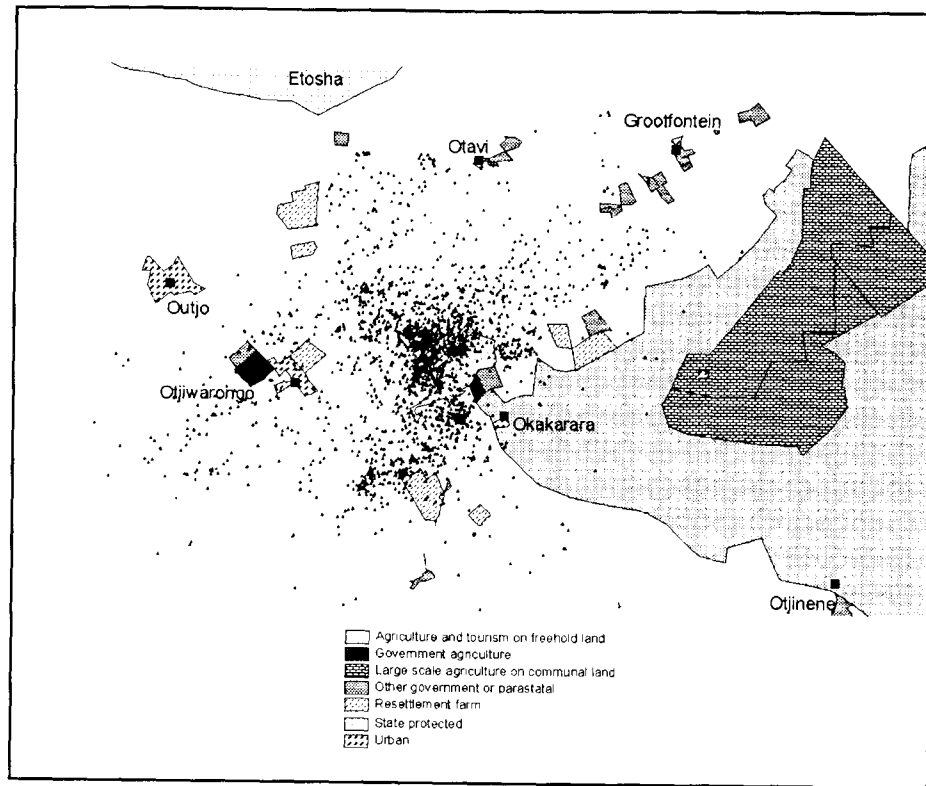 Etosha
Grootfontein
Otavi
Outjo
Otjiwarongo
Okakarara
Otjinene
Agriculture and tourism on freehold land
Government agriculture
Large scale agriculture on communal land
Other government or parastatal
Resettlement farm
State protected
Urban